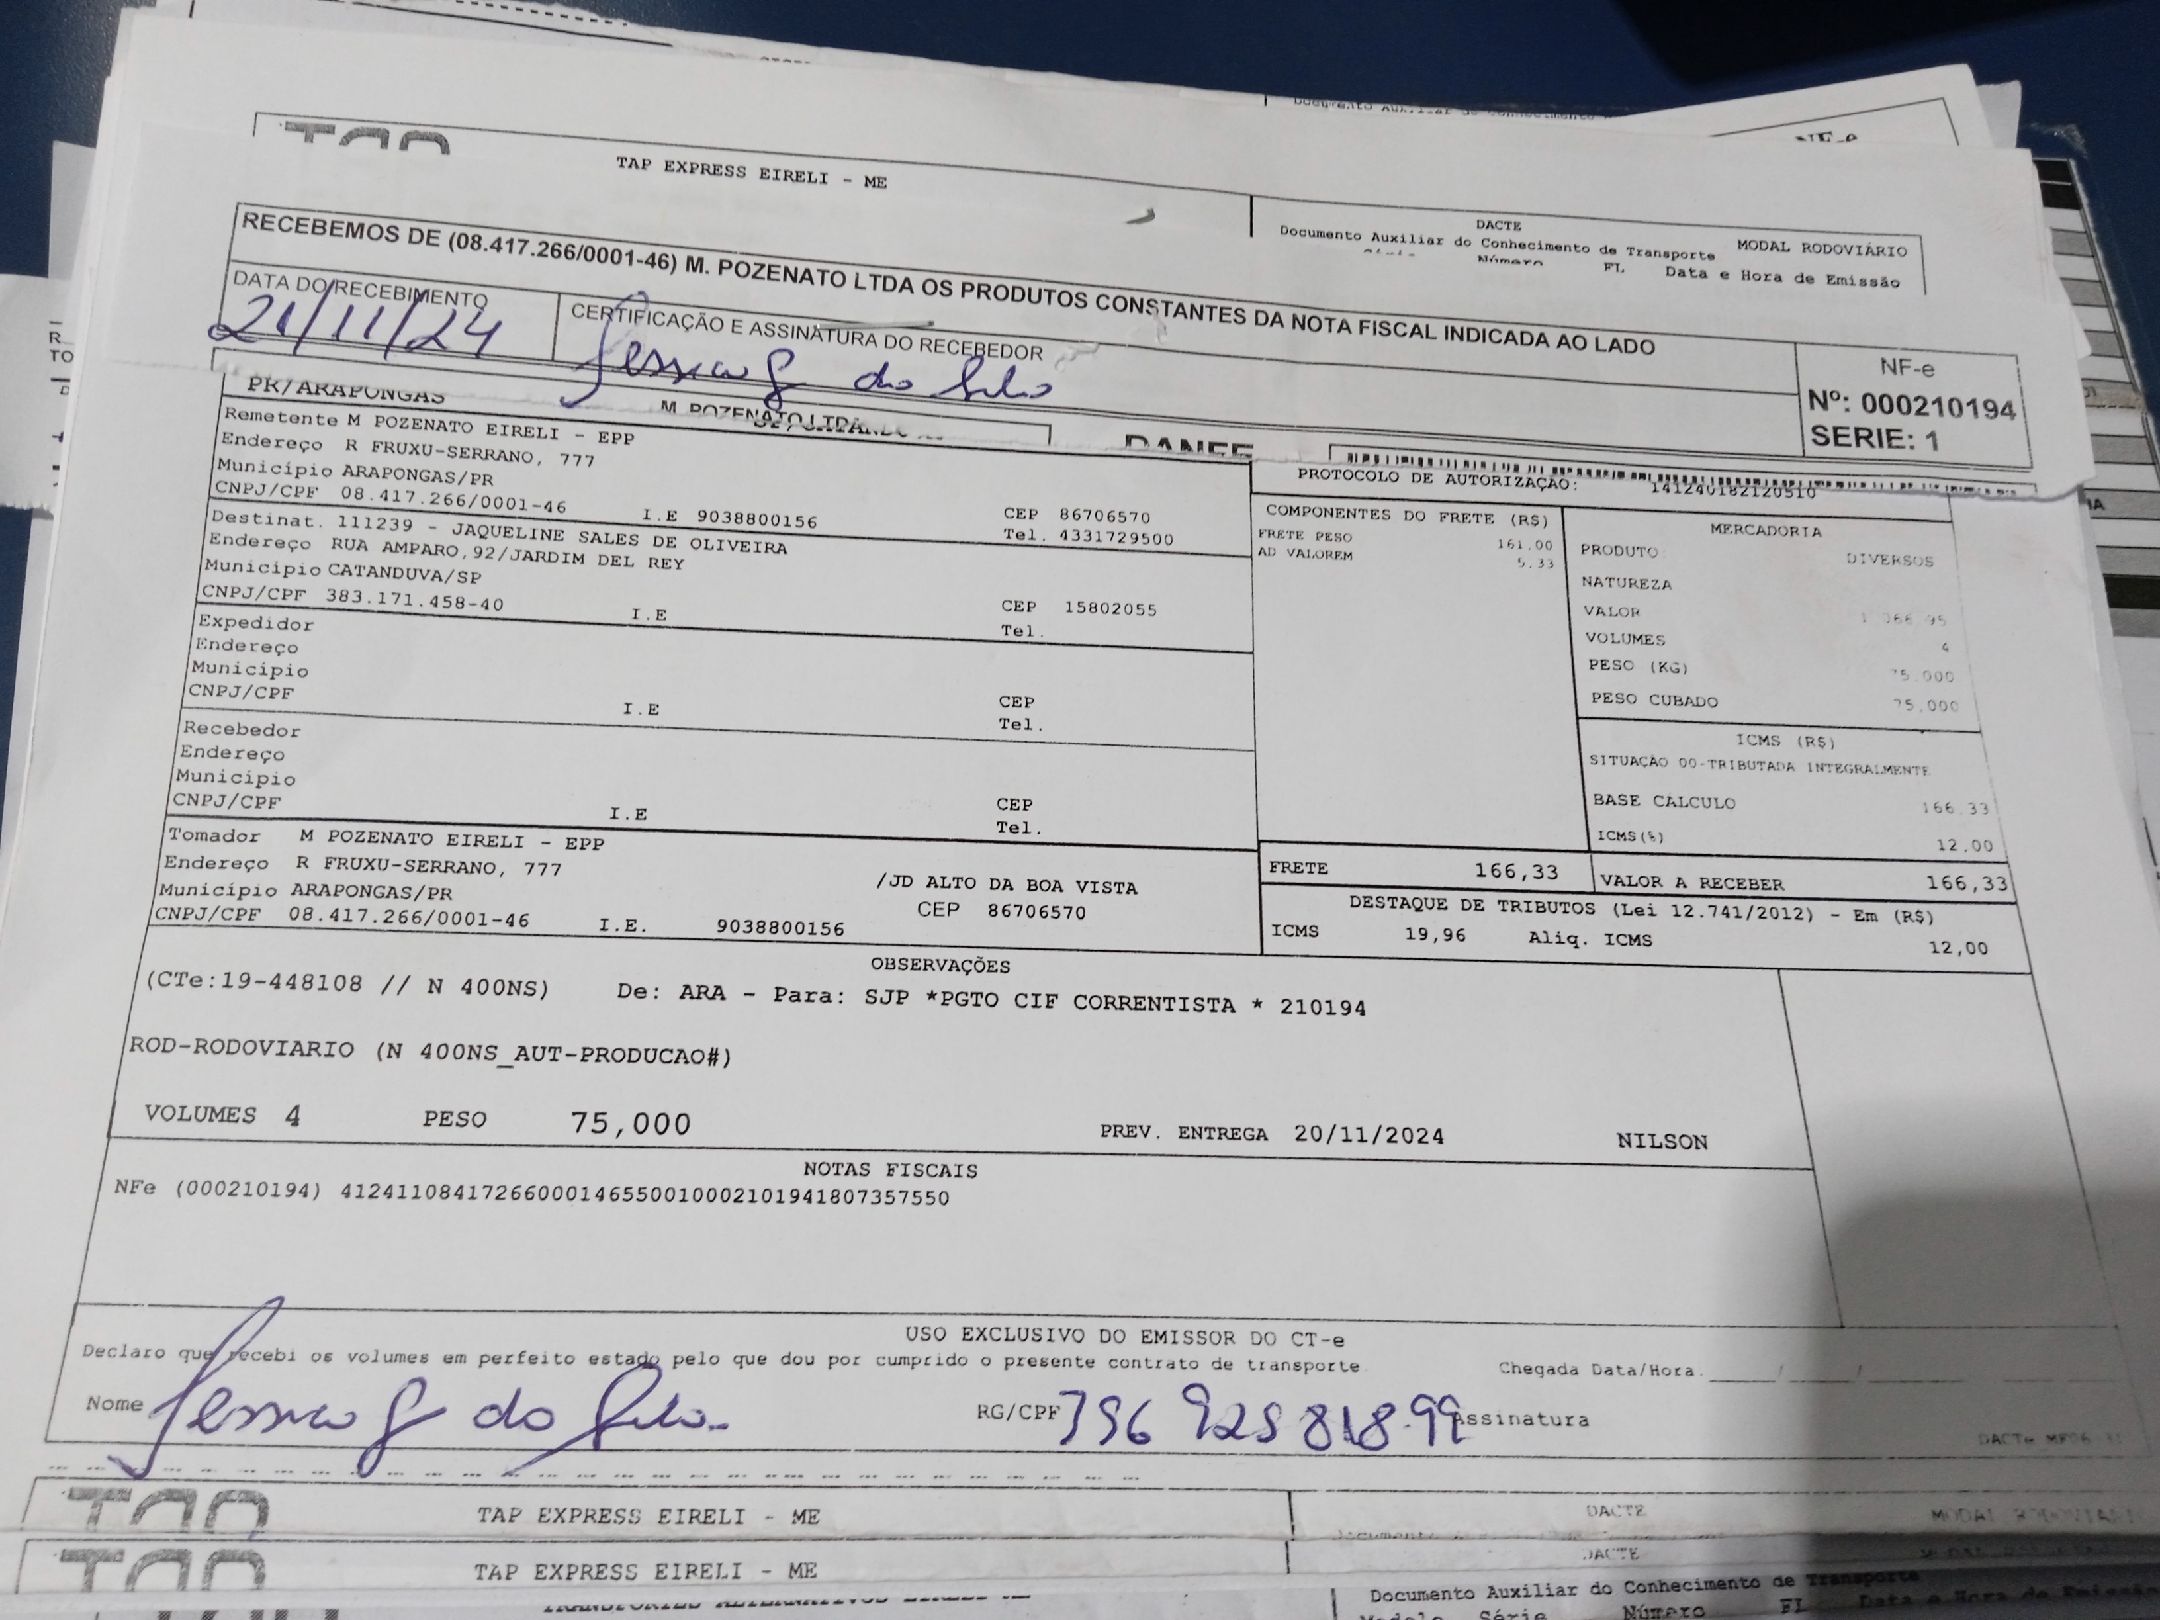 TAP EXPRESS EIRELI - ME
DACTE
Documento Auxiliar do Conhecimento de Transporte
MODAL RODOVIÁRIO
Número FL Data e Hora de Emissão
RECEBEMOS DE (08.417.266/0001-46) M. POZENATO LTDA OS PRODUTOS CONSTANTES DA NOTA FISCAL INDICADA AO LADO
DATA DO RECEBIMENTO
21/11/24
CERTIFICAÇÃO E ASSINATURA DO RECEBEDOR
NF-e
Nº: 000210194
SERIE: 1
PR/ARAPONGAS
M. POZENATO LTDA
DANFE
Remetente M POZENATO EIRELI - EPP
Endereço R FRUXU-SERRANO, 777
Município ARAPONGAS/PR
CNPJ/CPF 08.417.266/0001-46 I.E 9038800156
CEP 86706570
Tel. 4331729500
Destinat. 111239 - JAQUELINE SALES DE OLIVEIRA
Endereço RUA AMPARO,92/JARDIM DEL REY
Município CATANDUVA/SP
CNPJ/CPF 383.171.458-40 I.E
CEP 15802055
Tel.
Expedidor
Endereço
Município
CNPJ/CPF I.E
CEP
Tel.
Recebedor
Endereço
Município
CNPJ/CPF I.E
CEP
Tel.
Tomador M POZENATO EIRELI - EPP
Endereço R FRUXU-SERRANO, 777
/JD ALTO DA BOA VISTA
Município ARAPONGAS/PR
CEP 86706570
CNPJ/CPF 08.417.266/0001-46 I.E. 9038800156
PROTOCOLO DE AUTORIZAÇÃO: 141240182120510
COMPONENTES DO FRETE (R$)
FRETE PESO 161,00
AD VALOREM 5,33
MERCADORIA
PRODUTO DIVERSOS
NATUREZA
VALOR
VOLUMES 4
PESO (KG) 75,000
PESO CUBADO 75,000
ICMS (R$)
SITUAÇÃO 00-TRIBUTADA INTEGRALMENTE
BASE CALCULO 166,33
ICMS(%) 12,00
FRETE 166,33
VALOR A RECEBER 166,33
DESTAQUE DE TRIBUTOS (Lei 12.741/2012) - Em (R$)
ICMS 19,96 Aliq. ICMS 12,00
OBSERVAÇÕES
(CTe:19-448108 // N 400NS) De: ARA - Para: SJP *PGTO CIF CORRENTISTA * 210194
ROD-RODOVIARIO (N 400NS_AUT-PRODUCAO#)
VOLUMES 4 PESO 75,000
PREV. ENTREGA 20/11/2024 NILSON
NOTAS FISCAIS
NFe (000210194) 41241108417266000146550010002101941807357550
USO EXCLUSIVO DO EMISSOR DO CT-e
Declaro que recebi os volumes em perfeito estado pelo que dou por cumprido o presente contrato de transporte.
Chegada Data/Hora.
Nome
RG/CPF 396 925 818-99 Assinatura
TAP EXPRESS EIRELI - ME
DACTE
TAP EXPRESS EIRELI - ME
DACTE
Documento Auxiliar do Conhecimento de Transporte
Série Número FL Data e Hora de Emissão